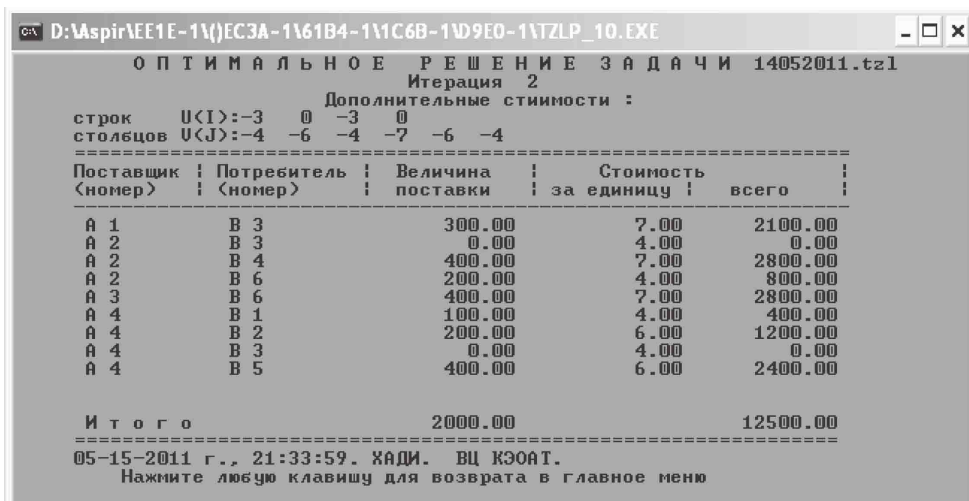 D:\Aspir\EE1E-1\()EC3A-1\61B4-1\1C6B-1\D9E0-1\TZLP_10.EXE
О П Т И М А Л Ь Н О Е Р Е Ш Е Н И Е З А Д А Ч И 14052011.tzl
Итерация 2
Дополнительные стиимости :
строк U(I):-3 0 -3 0
столбцов U(J):-4 -6 -4 -7 -6 -4
Поставщик | Потребитель | Величина | Стоимость |
(номер) | (номер) | поставки | за единицу | всего |
A 1 B 3 300.00 7.00 2100.00
A 2 B 3 0.00 4.00 0.00
A 2 B 4 400.00 7.00 2800.00
A 2 B 6 200.00 4.00 800.00
A 3 B 6 400.00 7.00 2800.00
A 4 B 1 100.00 4.00 400.00
A 4 B 2 200.00 6.00 1200.00
A 4 B 3 0.00 4.00 0.00
A 4 B 5 400.00 6.00 2400.00
И т о г о 2000.00 12500.00
05-15-2011 г., 21:33:59. ХАДИ. ВЦ КЭОАТ.
Нажмите любую клавишу для возврата в главное меню